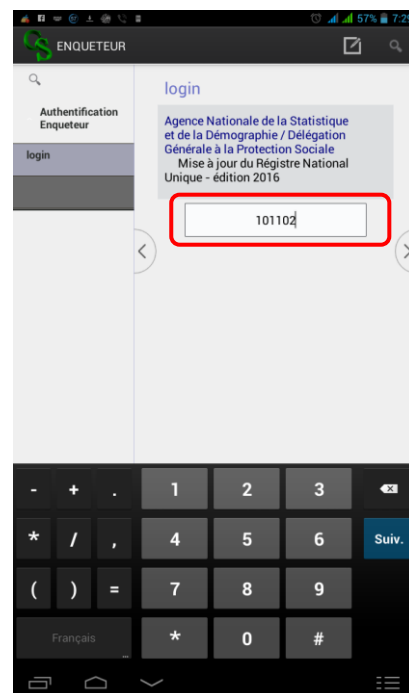 57% 7:29
CS ENQUETEUR
Authentification
Enqueteur
login
login
Agence Nationale de la Statistique
et de la Démographie / Délégation
Générale à la Protection Sociale
Mise à jour du Régistre National
Unique - édition 2016
101102
- + . 1 2 3
* / , 4 5 6 Suiv.
( ) = 7 8 9
Français ... * 0 #